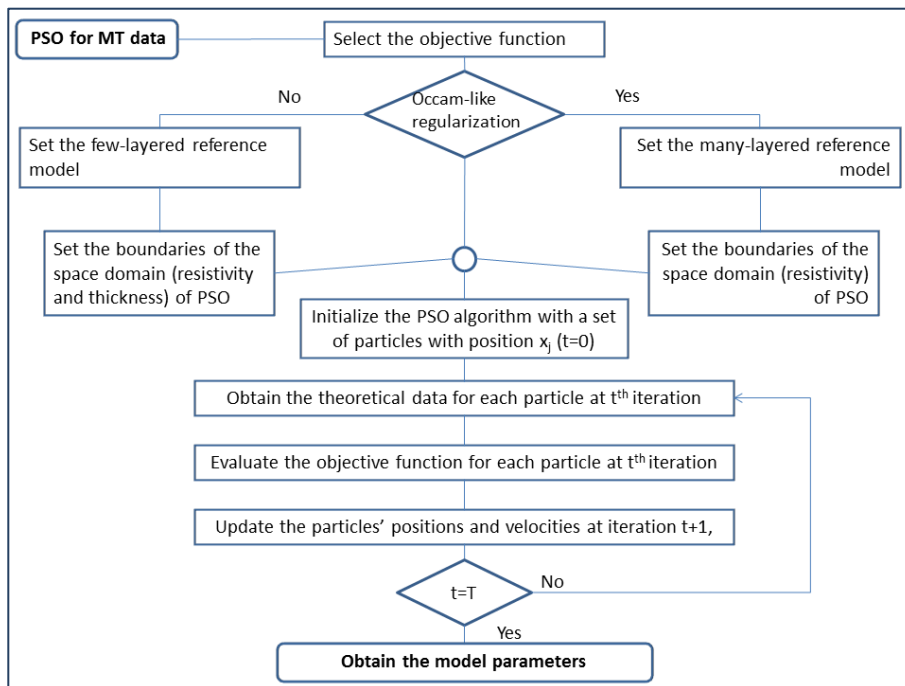 PSO for MT data
Select the objective function
No
Occam-like
regularization
Yes
Set the few-layered reference
model
Set the many-layered reference
model
Set the boundaries of the
space domain (resistivity
and thickness) of PSO
Set the boundaries of the
space domain (resistivity)
of PSO
Initialize the PSO algorithm with a set
of particles with position xj (t=0)
Obtain the theoretical data for each particle at tth iteration
Evaluate the objective function for each particle at tth iteration
Update the particles’ positions and velocities at iteration t+1,
t=T
No
Yes
Obtain the model parameters